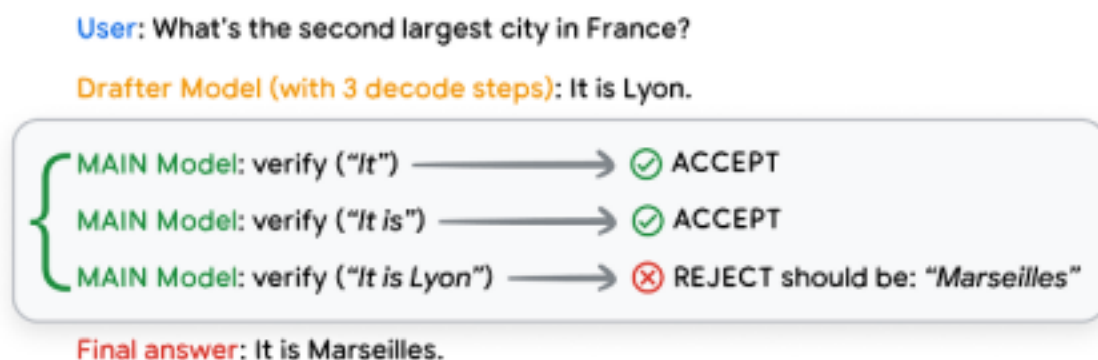 User: What's the second largest city in France?
Drafter Model (with 3 decode steps): It is Lyon.
MAIN Model: verify (“It”) ACCEPT
MAIN Model: verify (“It is”) ACCEPT
MAIN Model: verify (“It is Lyon”) REJECT should be: “Marseilles”
Final answer: It is Marseilles.